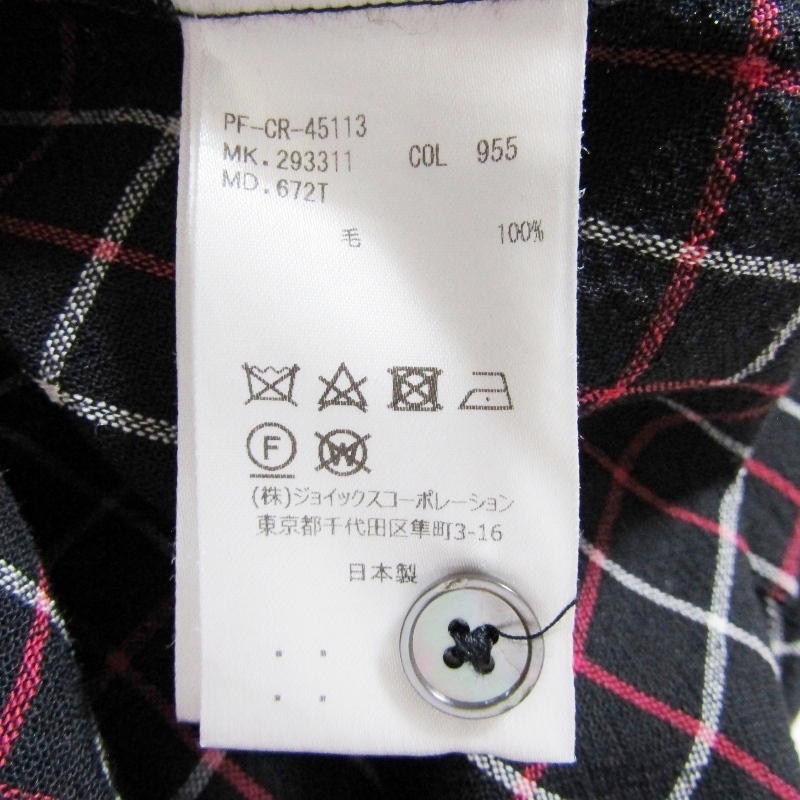 PF-CR-45113
MK.293311 COL 955
MD.672T
毛 100%
F W
(株)ジョイックスコーポレーション
東京都千代田区隼町3-16
日本製